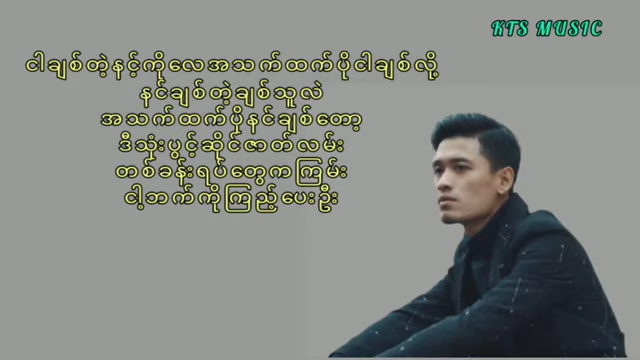 KTS MUSIC
ငါချစ်တဲ့နင့်ကိုလေအသက်ထက်ပိုငါချစ်လို့
နင်ချစ်တဲ့ချစ်သူလဲ
အသက်ထက်ပိုနင်ချစ်တော့
ဒီသုံးပွင့်ဆိုင်ဇာတ်လမ်း
တစ်ခန်းရပ်တွေကကြမ်း
ငါ့ဘက်ကိုကြည့်ပေးဦး